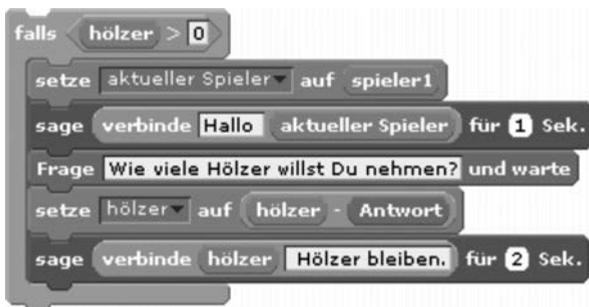 falls hölzer > 0
setze aktueller Spieler auf spieler1
sage verbinde Hallo aktueller Spieler für 1 Sek.
Frage Wie viele Hölzer willst Du nehmen? und warte
setze hölzer auf hölzer - Antwort
sage verbinde hölzer Hölzer bleiben. für 2 Sek.